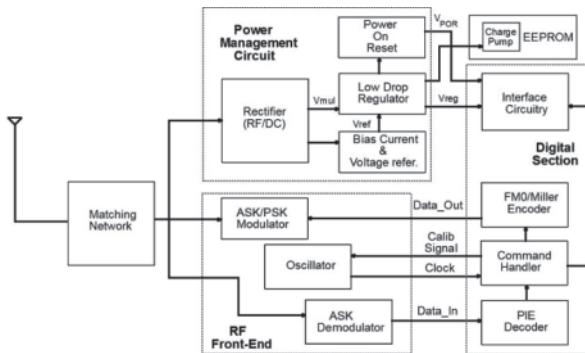 Power
Management
Circuit
Power
On
Reset
VPOR
Charge
Pump
EEPROM
Rectifier
(RF/DC)
Vmul
Low Drop
Regulator
Vreg
Interface
Circuitry
Vref
Bias Current
&
Voltage refer.
Digital
Section
Matching
Network
ASK/PSK
Modulator
Data_Out
FM0/Miller
Encoder
Oscillator
Calib
Signal
Clock
Command
Handler
RF
Front-End
ASK
Demodulator
Data_In
PIE
Decoder